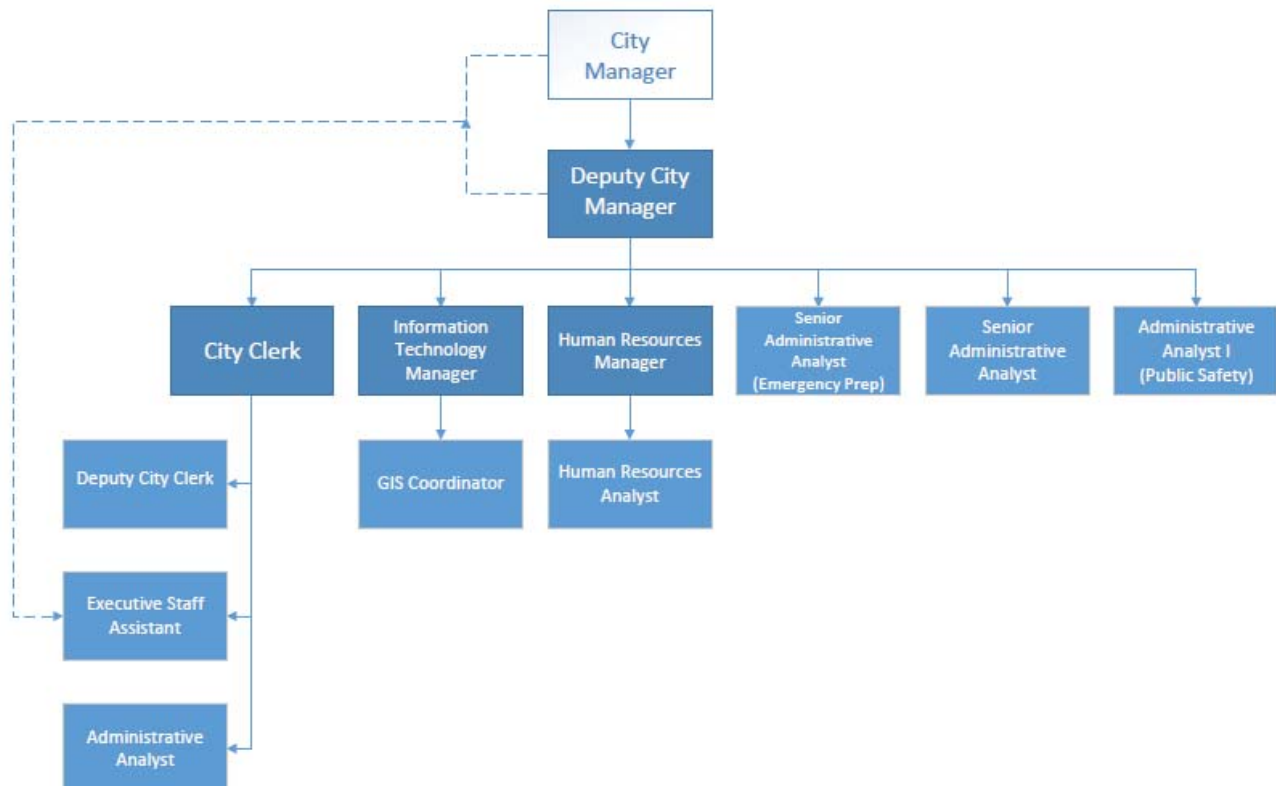 City
Manager
Deputy City
Manager
City Clerk
Information
Technology
Manager
Human Resources
Manager
Senior
Administrative
Analyst
(Emergency Prep)
Senior
Administrative
Analyst
Administrative
Analyst I
(Public Safety)
Deputy City Clerk
GIS Coordinator
Human Resources
Analyst
Executive Staff
Assistant
Administrative
Analyst